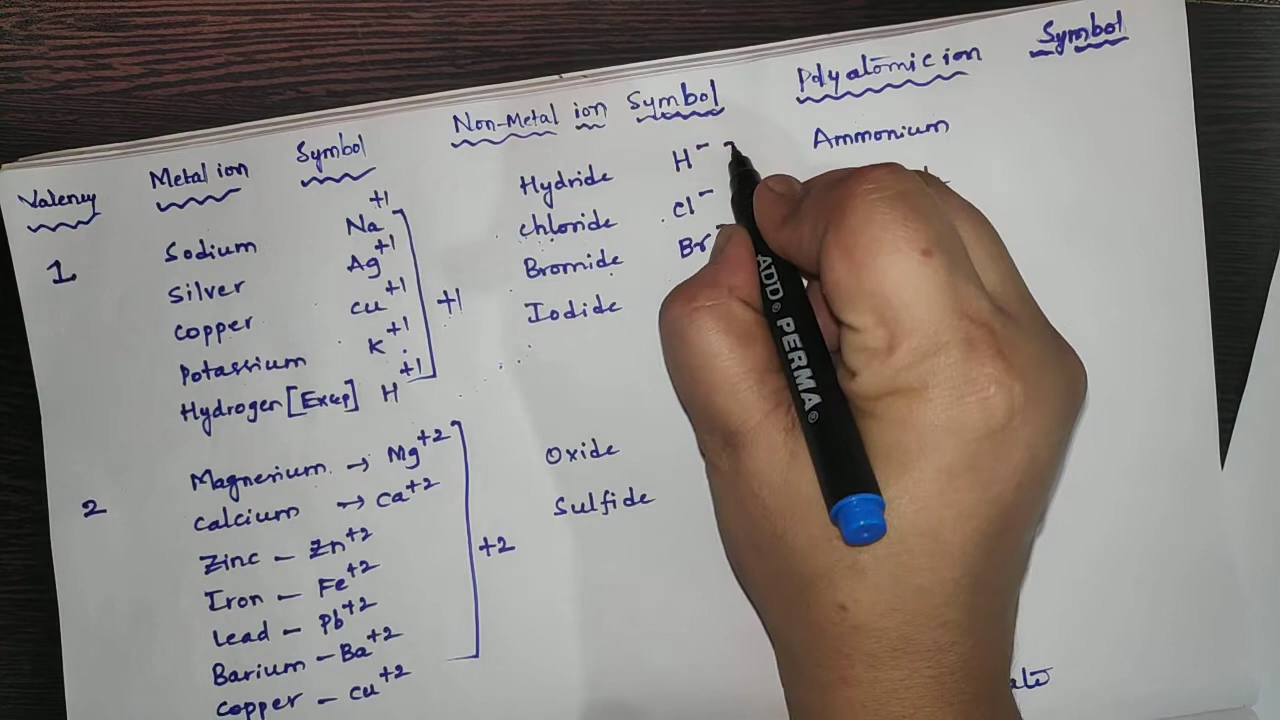 Valency Metal ion Symbol Non-Metal ion Symbol Polyatomic ion Symbol
1 Sodium Na+1 Hydride H- Ammonium
Silver Ag+1 chloride Cl-
Copper Cu+1 Bromide Br-
Potassium K+1 Iodide
Hydrogen [Excep] H+1
+1
2 Magnesium → Mg+2 Oxide
Calcium → Ca+2 Sulfide
Zinc - Zn+2
Iron - Fe+2
Lead - Pb+2
Barium - Ba+2
Copper - Cu+2
+2
ADD® PERMA®